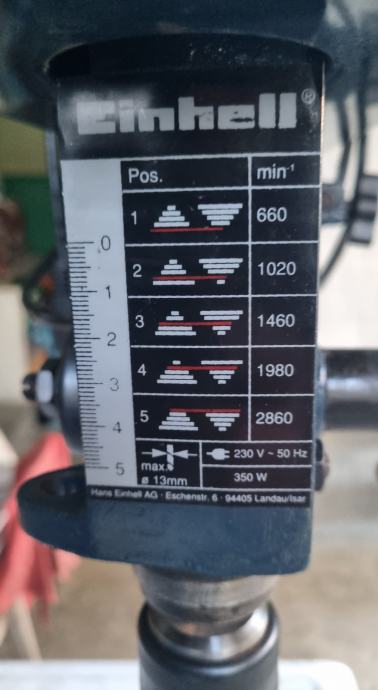 Einhell®
Pos. min-1
1 660
2 1020
3 1460
4 1980
5 2860
0
1
2
3
4
5
max.
ø 13mm
230 V ~ 50 Hz
350 W
Hans Einhell AG · Eschenstr. 6 · 94405 Landau/Isar